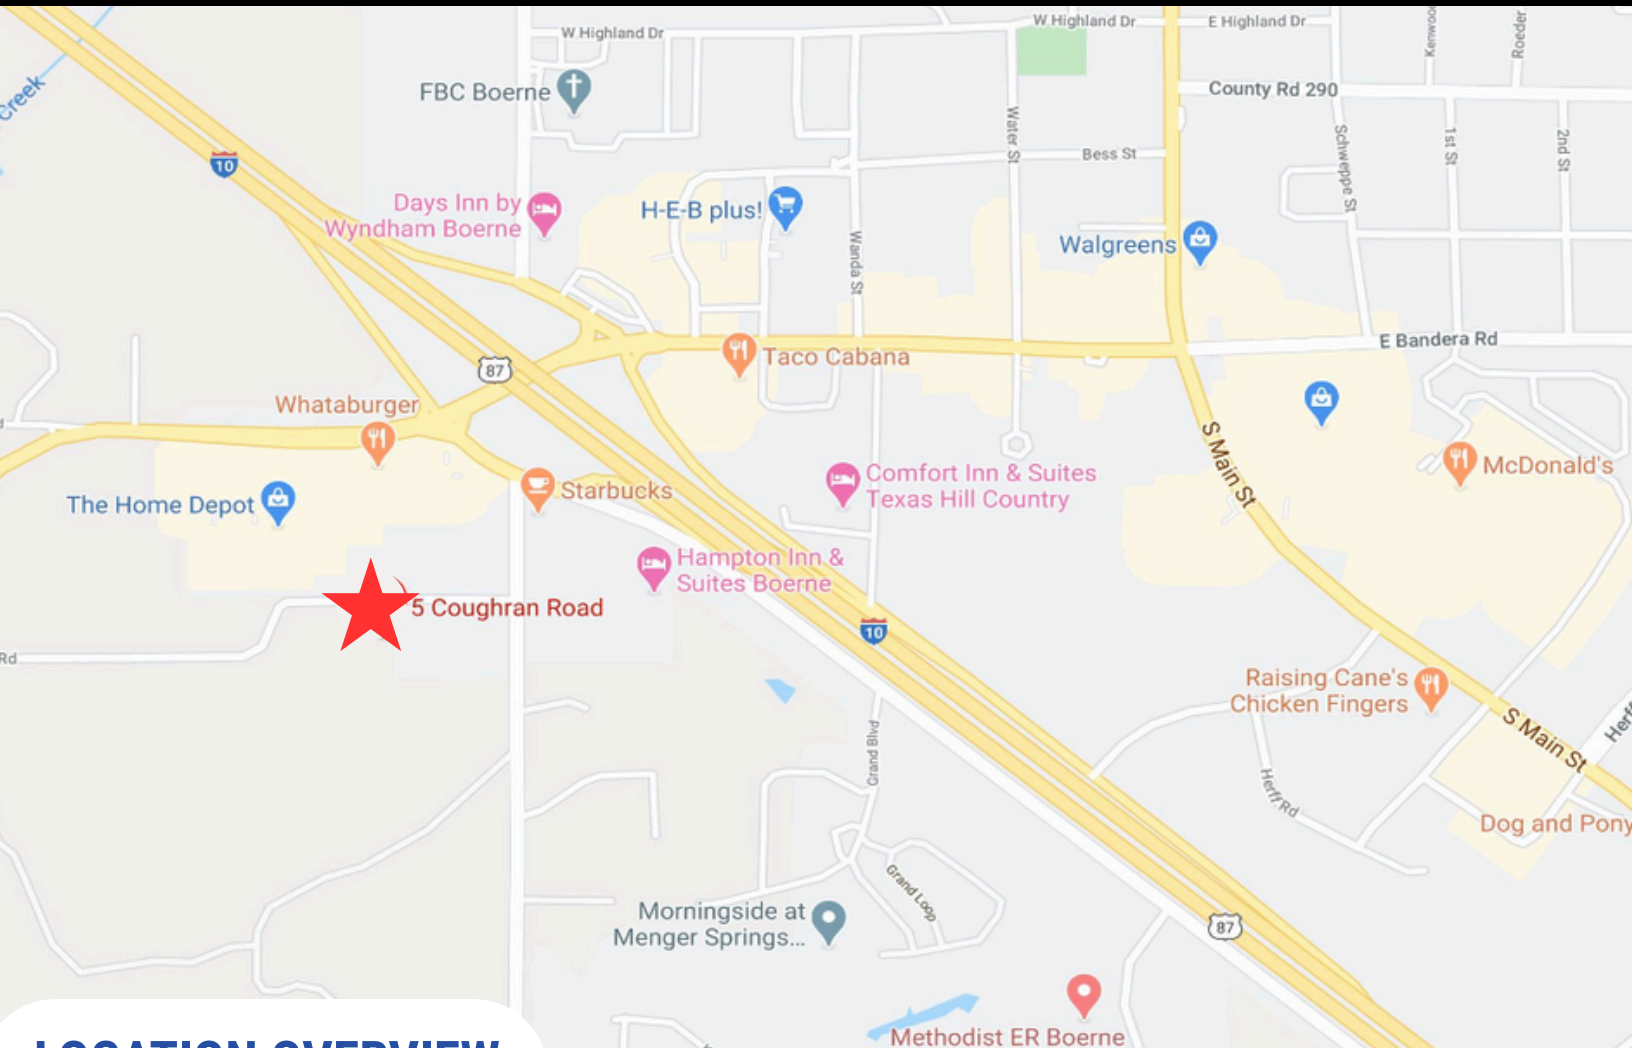 W Highland Dr
W Highland Dr
E Highland Dr
Roeder
Creek
FBC Boerne
County Rd 290
10
Water St
Bess St
Schweppe St
1st St
2nd St
Days Inn by
Wyndham Boerne
H-E-B plus!
Wanda St
Walgreens
87
Taco Cabana
E Bandera Rd
Whataburger
S Main St
McDonald's
Comfort Inn & Suites
Texas Hill Country
The Home Depot
Starbucks
Hampton Inn &
Suites Boerne
5 Coughran Road
10
Rd
Raising Cane's
Chicken Fingers
S Main St
Grand Blvd
Herff Rd
Dog and Pony
Grand Loop
Morningside at
Menger Springs...
87
Methodist ER Boerne
LOCATION OVERVIEW